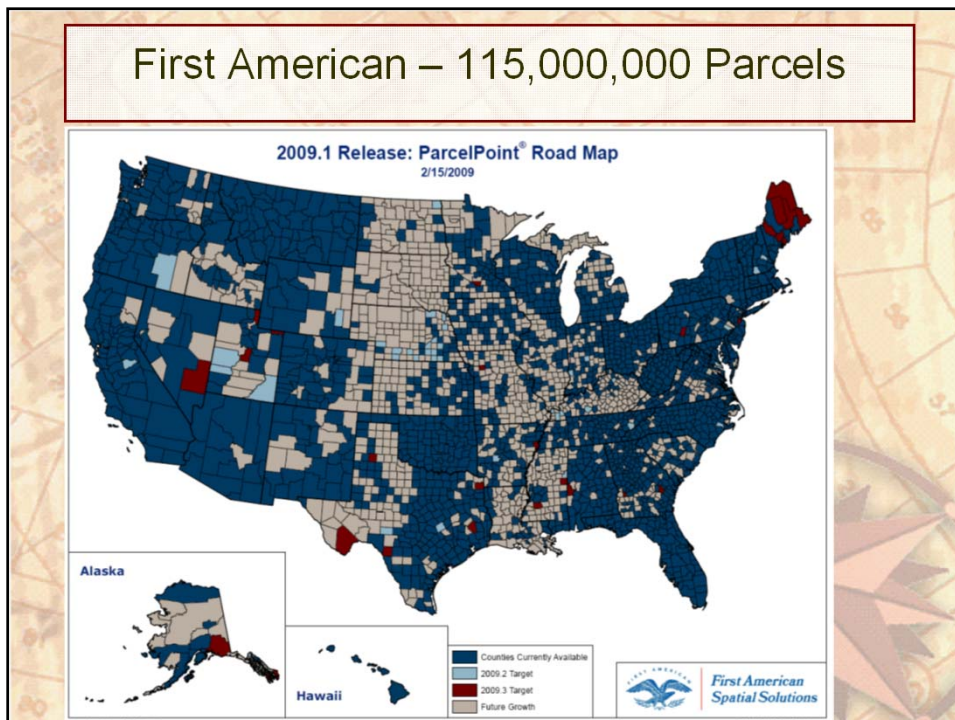 First American – 115,000,000 Parcels
2009.1 Release: ParcelPoint® Road Map
2/15/2009
Alaska
Hawaii
Counties Currently Available
2009.2 Target
2009.3 Target
Future Growth
First American
Spatial Solutions